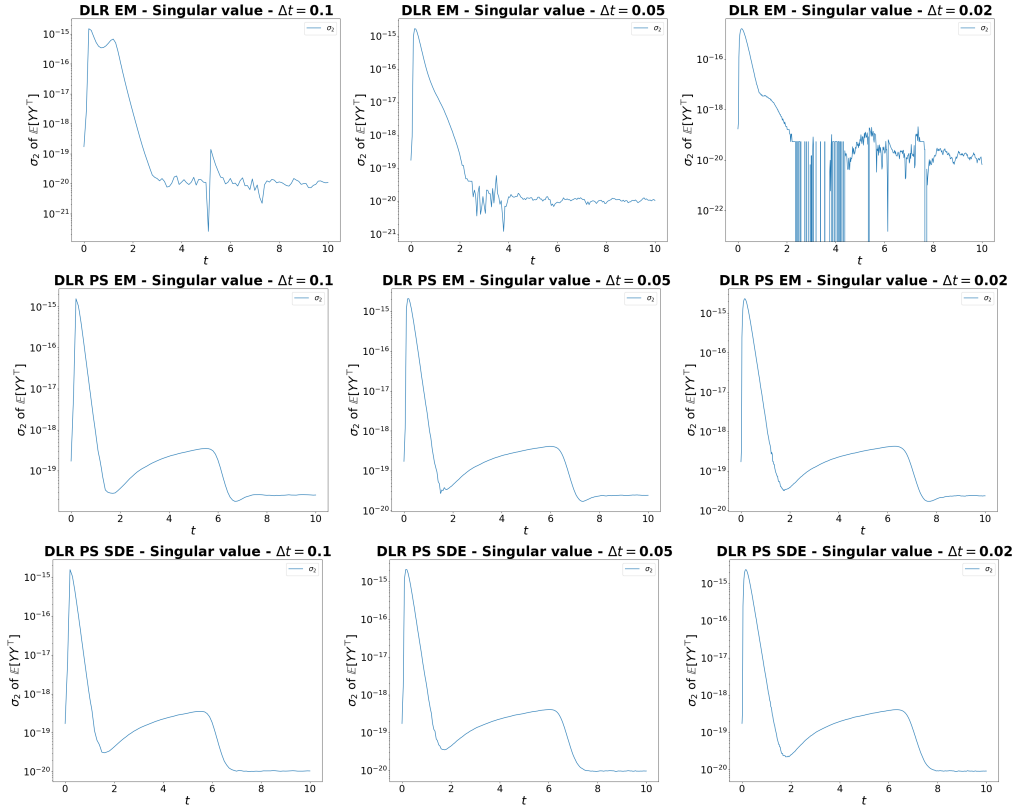 DLR EM - Singular value - Δt = 0.1
σ₂
σ₂ of 𝔼[YYᵀ]
10⁻¹⁵
10⁻¹⁶
10⁻¹⁷
10⁻¹⁸
10⁻¹⁹
10⁻²⁰
10⁻²¹
0 2 4 6 8 10
t
DLR EM - Singular value - Δt = 0.05
σ₂
σ₂ of 𝔼[YYᵀ]
10⁻¹⁵
10⁻¹⁶
10⁻¹⁷
10⁻¹⁸
10⁻¹⁹
10⁻²⁰
10⁻²¹
0 2 4 6 8 10
t
DLR EM - Singular value - Δt = 0.02
σ₂
σ₂ of 𝔼[YYᵀ]
10⁻¹⁶
10⁻¹⁸
10⁻²⁰
10⁻²²
0 2 4 6 8 10
t
DLR PS EM - Singular value - Δt = 0.1
σ₂
σ₂ of 𝔼[YYᵀ]
10⁻¹⁵
10⁻¹⁶
10⁻¹⁷
10⁻¹⁸
10⁻¹⁹
0 2 4 6 8 10
t
DLR PS EM - Singular value - Δt = 0.05
σ₂
σ₂ of 𝔼[YYᵀ]
10⁻¹⁵
10⁻¹⁶
10⁻¹⁷
10⁻¹⁸
10⁻¹⁹
10⁻²⁰
0 2 4 6 8 10
t
DLR PS EM - Singular value - Δt = 0.02
σ₂
σ₂ of 𝔼[YYᵀ]
10⁻¹⁵
10⁻¹⁶
10⁻¹⁷
10⁻¹⁸
10⁻¹⁹
10⁻²⁰
0 2 4 6 8 10
t
DLR PS SDE - Singular value - Δt = 0.1
σ₂
σ₂ of 𝔼[YYᵀ]
10⁻¹⁵
10⁻¹⁶
10⁻¹⁷
10⁻¹⁸
10⁻¹⁹
10⁻²⁰
0 2 4 6 8 10
t
DLR PS SDE - Singular value - Δt = 0.05
σ₂
σ₂ of 𝔼[YYᵀ]
10⁻¹⁵
10⁻¹⁶
10⁻¹⁷
10⁻¹⁸
10⁻¹⁹
10⁻²⁰
0 2 4 6 8 10
t
DLR PS SDE - Singular value - Δt = 0.02
σ₂
σ₂ of 𝔼[YYᵀ]
10⁻¹⁵
10⁻¹⁶
10⁻¹⁷
10⁻¹⁸
10⁻¹⁹
10⁻²⁰
0 2 4 6 8 10
t